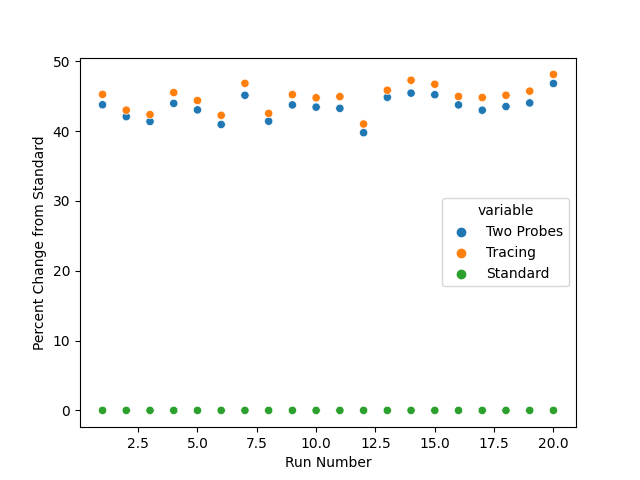 50
40
30
20
10
0
Percent Change from Standard
variable
Two Probes
Tracing
Standard
2.5 5.0 7.5 10.0 12.5 15.0 17.5 20.0
Run Number